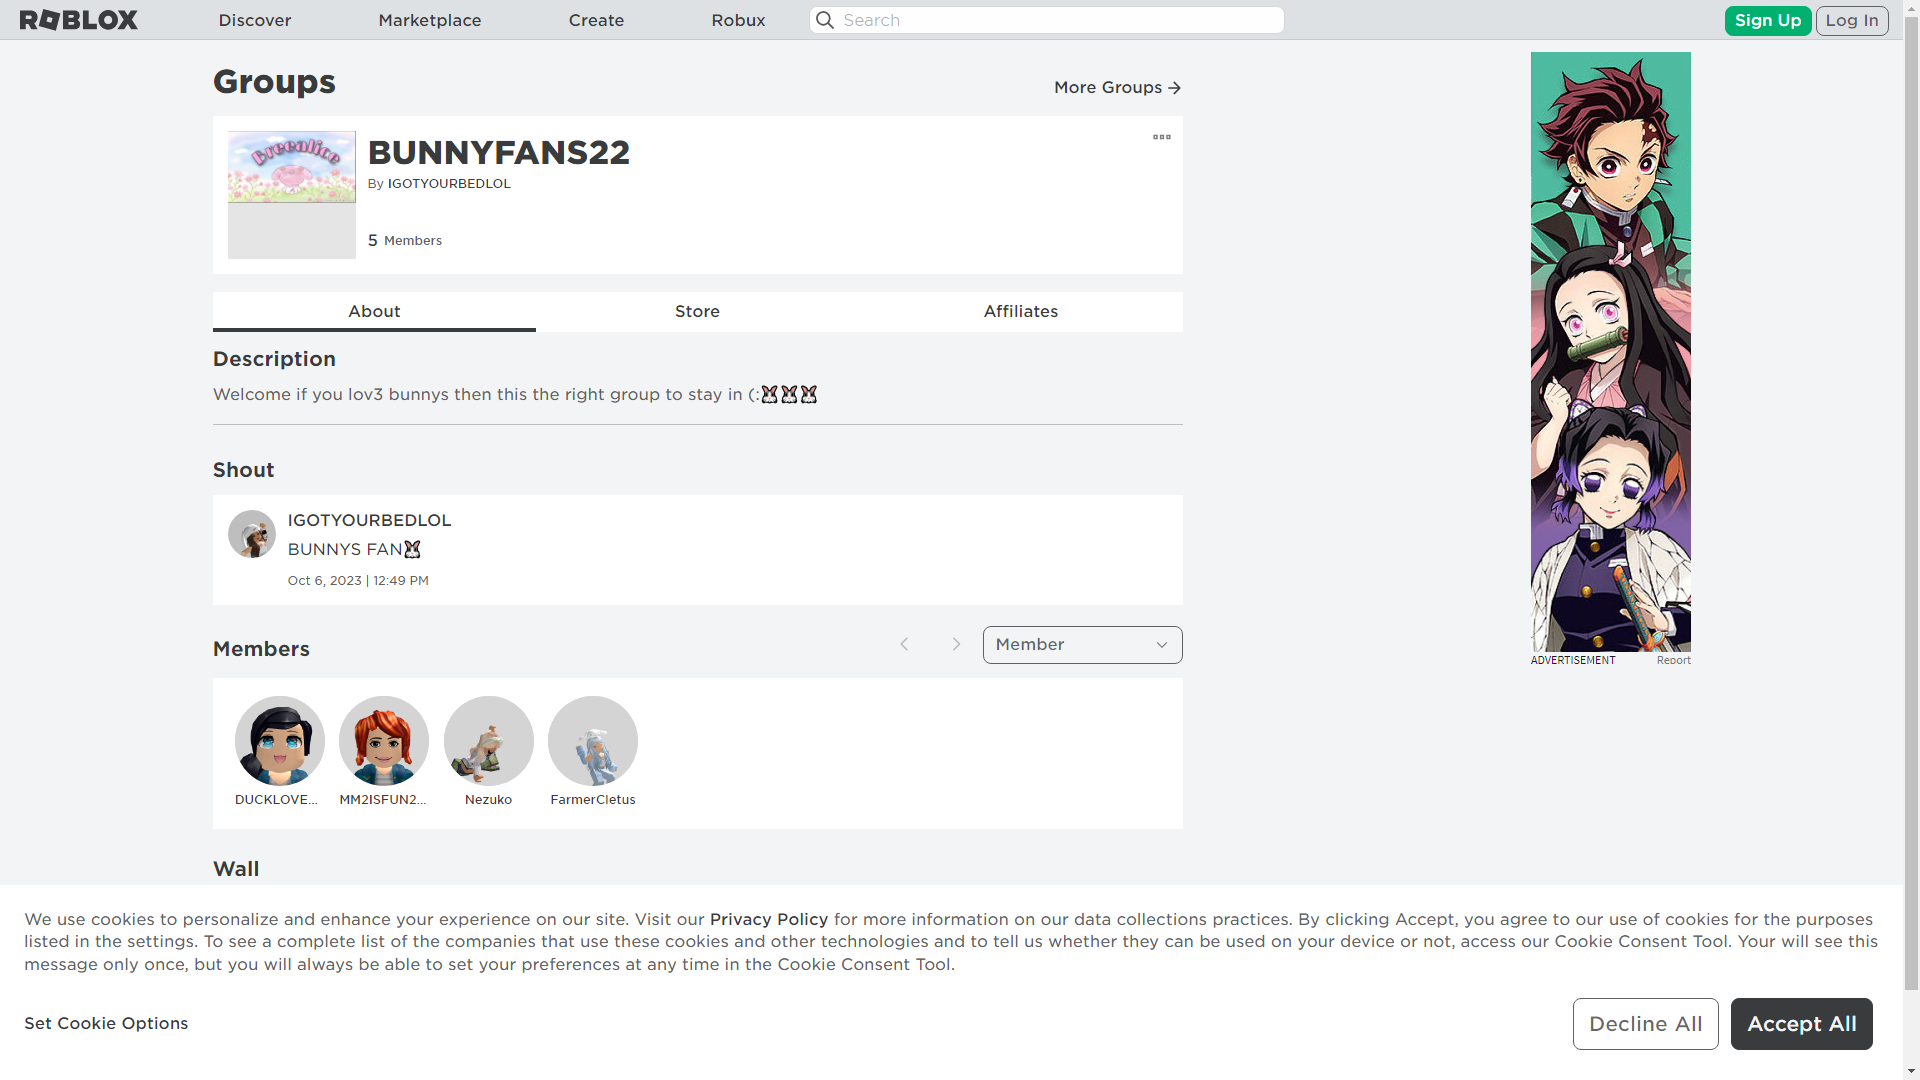 ROBLOX
Discover
Marketplace
Create
Robux
Search
Sign Up
Log In
Groups
More Groups
Breealice
BUNNYFANS22
By IGOTYOURBEDLOL
5 Members
About
Store
Affiliates
Description
Welcome if you lov3 bunnys then this the right group to stay in (:🐰🐰🐰
Shout
IGOTYOURBEDLOL
BUNNYS FAN🐰
Oct 6, 2023 | 12:49 PM
Members
Member
DUCKLOVE...
MM2ISFUN2...
Nezuko
FarmerCletus
ADVERTISEMENT
Report
Wall
We use cookies to personalize and enhance your experience on our site. Visit our Privacy Policy for more information on our data collections practices. By clicking Accept, you agree to our use of cookies for the purposes
listed in the settings. To see a complete list of the companies that use these cookies and other technologies and to tell us whether they can be used on your device or not, access our Cookie Consent Tool. Your will see this
message only once, but you will always be able to set your preferences at any time in the Cookie Consent Tool.
Set Cookie Options
Decline All
Accept All